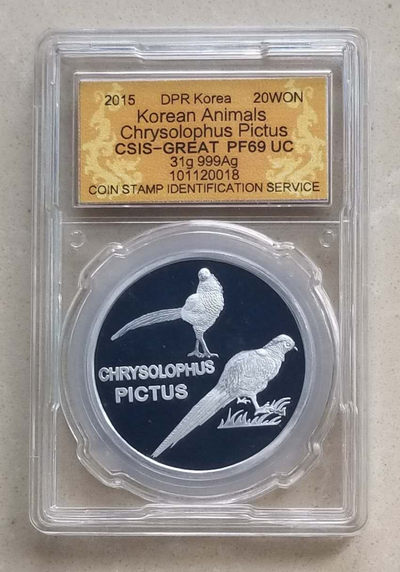 2015 DPR Korea 20WON
Korean Animals
Chrysolophus Pictus
CSIS-GREAT PF69 UC
31g 999Ag
101120018
COIN STAMP IDENTIFICATION SERVICE
CHRYSOLOPHUS
PICTUS